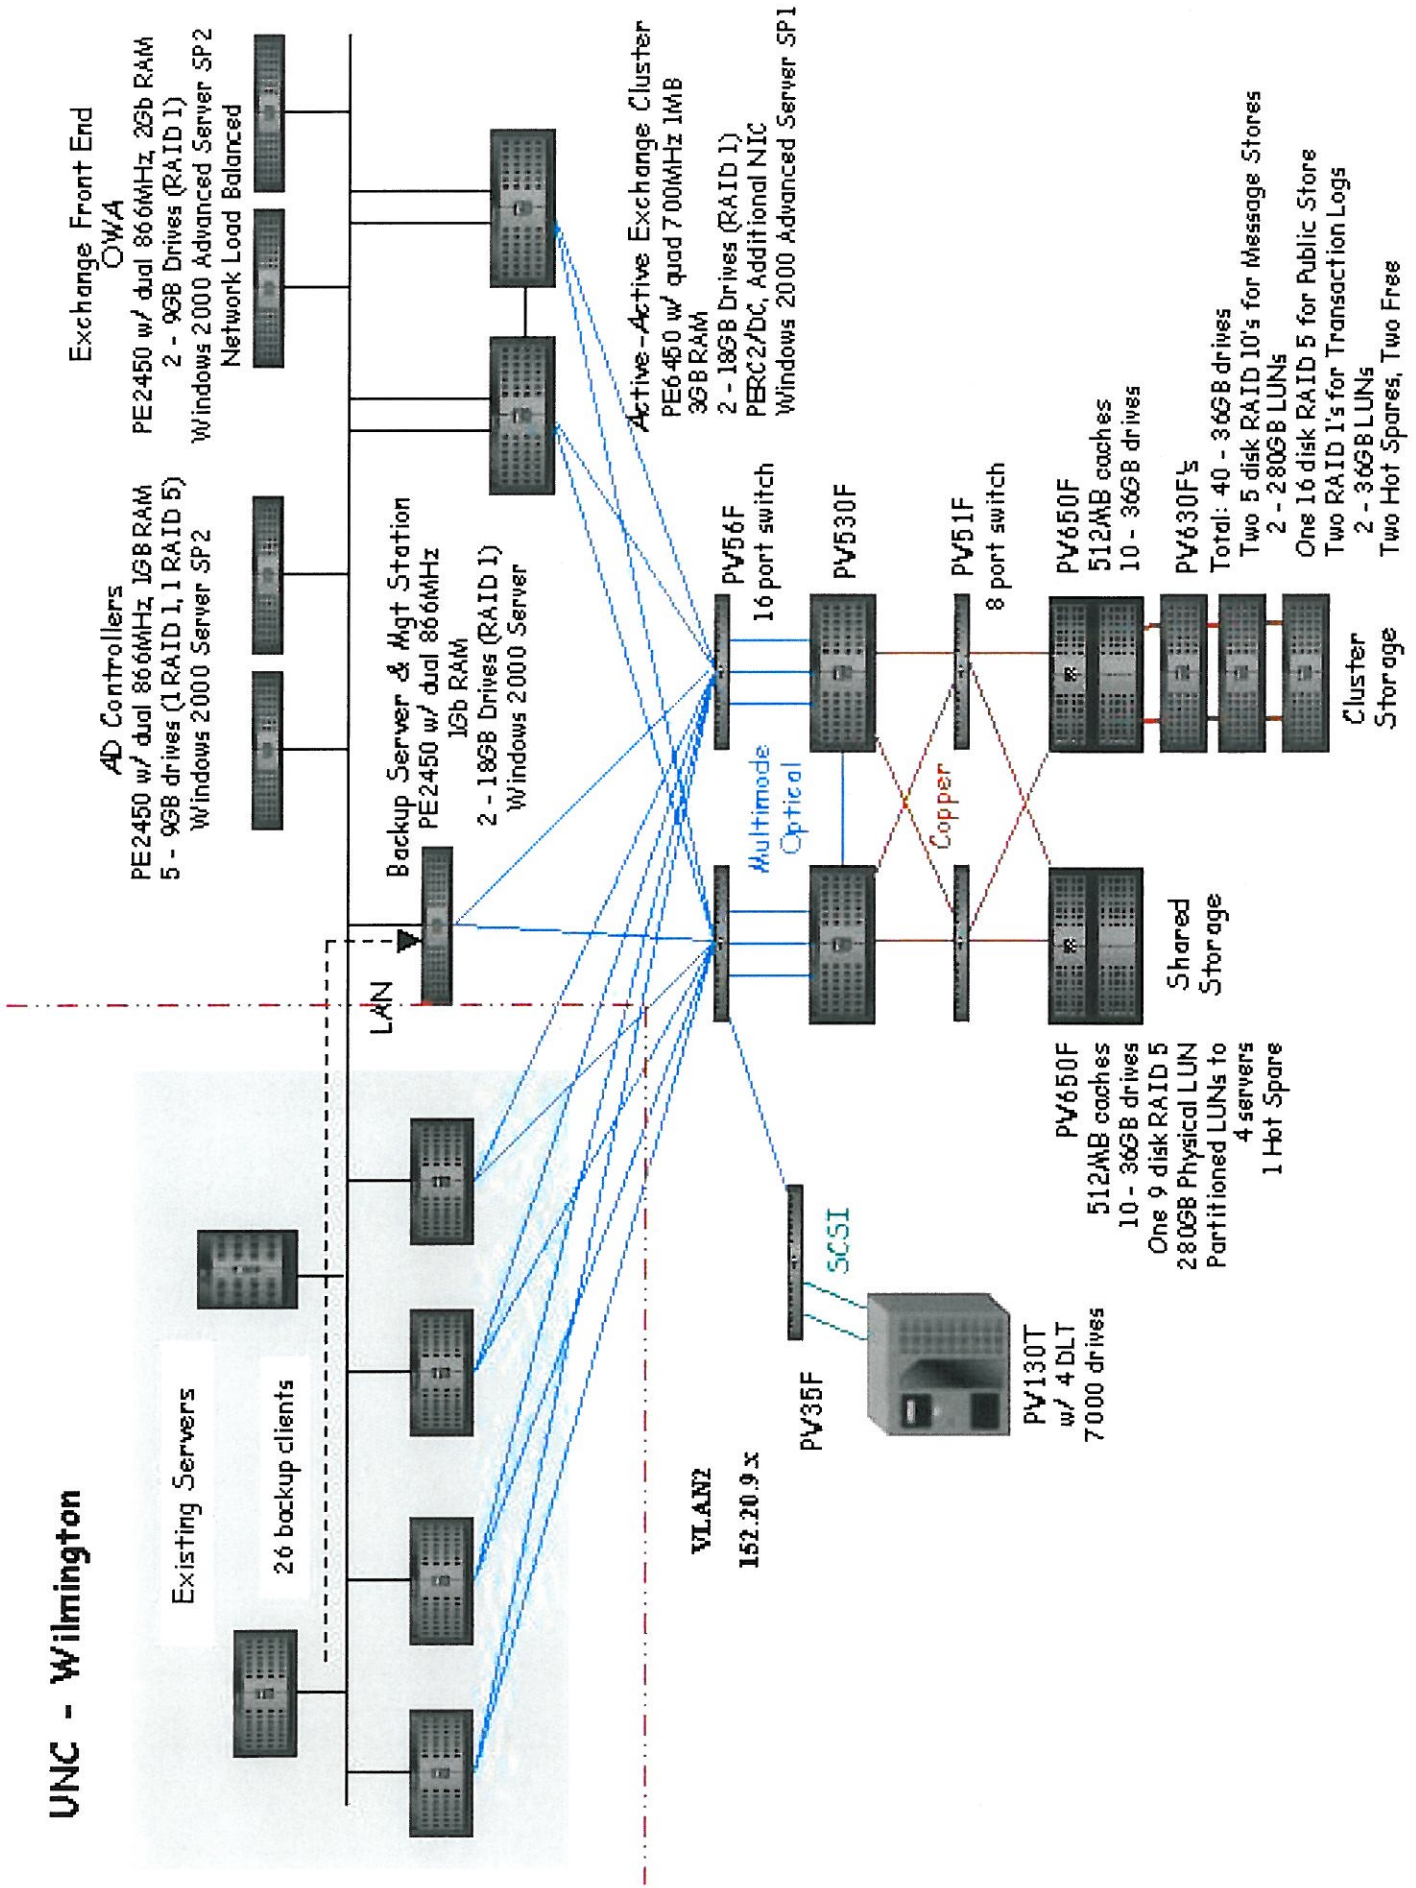 UNC - Wilmington
Existing Servers
26 backup clients
LAN
AD Controllers
PE2450 w/ dual 866MHz, 1GB RAM
5 - 9GB drives (1 RAID 1, 1 RAID 5)
Windows 2000 Server SP2
Exchange Front End
OWA
PE2450 w/ dual 866MHz, 2Gb RAM
2 - 9GB Drives (RAID 1)
Windows 2000 Advanced Server SP2
Network Load Balanced
Backup Server & Mgt Station
PE2450 w/ dual 866MHz
1Gb RAM
2 - 18GB Drives (RAID 1)
Windows 2000 Server
Active-Active Exchange Cluster
PE6450 w/ quad 700MHz 1MB
3GB RAM
2 - 18GB Drives (RAID 1)
PERC2/DC, Additional NIC
Windows 2000 Advanced Server SP1
VLAN2
152.20.9.x
PV56F
16 port switch
Multimode
Optical
PV530F
PV35F
SCSI
PV130T
w/ 4 DLT
7000 drives
Copper
PV51F
8 port switch
PV650F
512MB caches
10 - 36GB drives
One 9 disk RAID 5
280GB Physical LUN
Partitioned LUNs to
4 servers
1 Hot Spare
Shared
Storage
PV650F
512MB caches
10 - 36GB drives
PV630F's
Total: 40 - 36GB drives
Two 5 disk RAID 10's for Message Stores
2 - 280GB LUNs
One 16 disk RAID 5 for Public Store
Two RAID 1's for Transaction Logs
2 - 36GB LUNs
Two Hot Spares, Two Free
Cluster
Storage